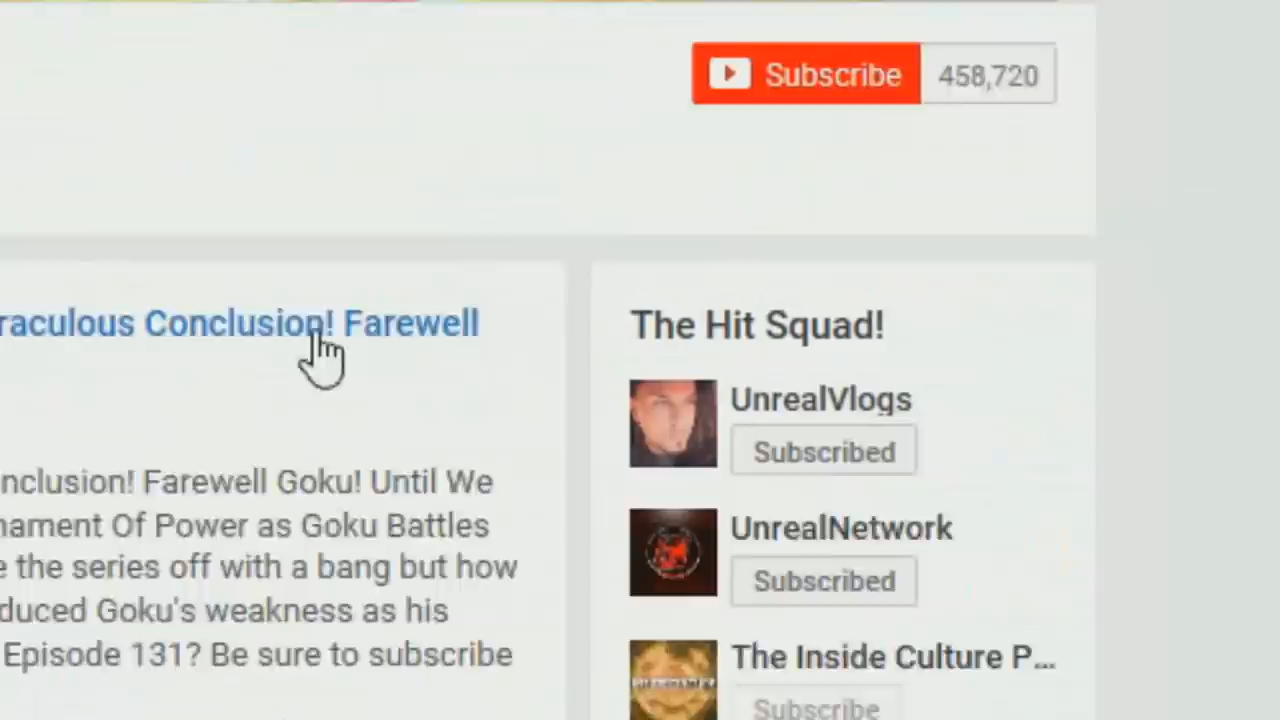 Subscribe 458,720
raculous Conclusion! Farewell
nclusion! Farewell Goku! Until We
nament Of Power as Goku Battles
e the series off with a bang but how
duced Goku's weakness as his
Episode 131? Be sure to subscribe
The Hit Squad!
UnrealVlogs
Subscribed
UnrealNetwork
Subscribed
The Inside Culture P...
Subscribe